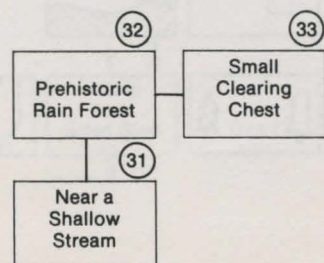 32
Prehistoric
Rain Forest
33
Small
Clearing
Chest
31
Near a
Shallow
Stream